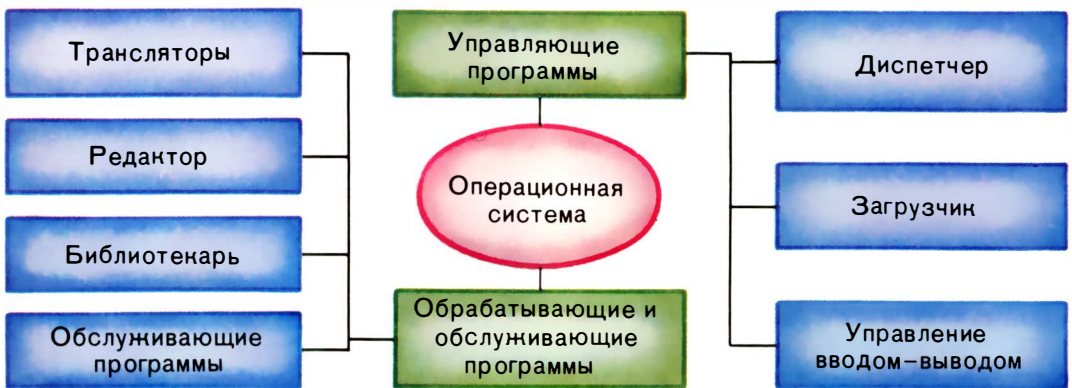 Трансляторы
Редактор
Библиотекарь
Обслуживающие
программы
Управляющие
программы
Операционная
система
Обрабатывающие и
обслуживающие
программы
Диспетчер
Загрузчик
Управление
вводом–выводом